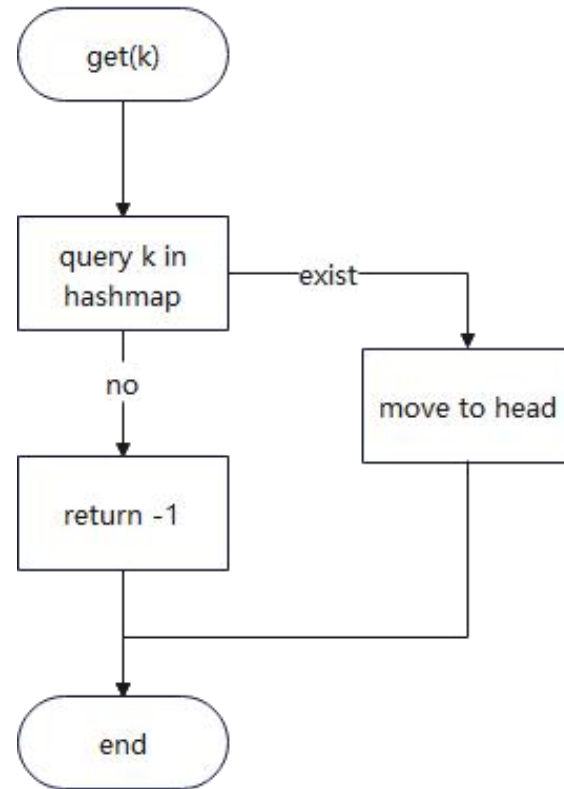 get(k)
query k in
hashmap
exist
no
move to head
return -1
end